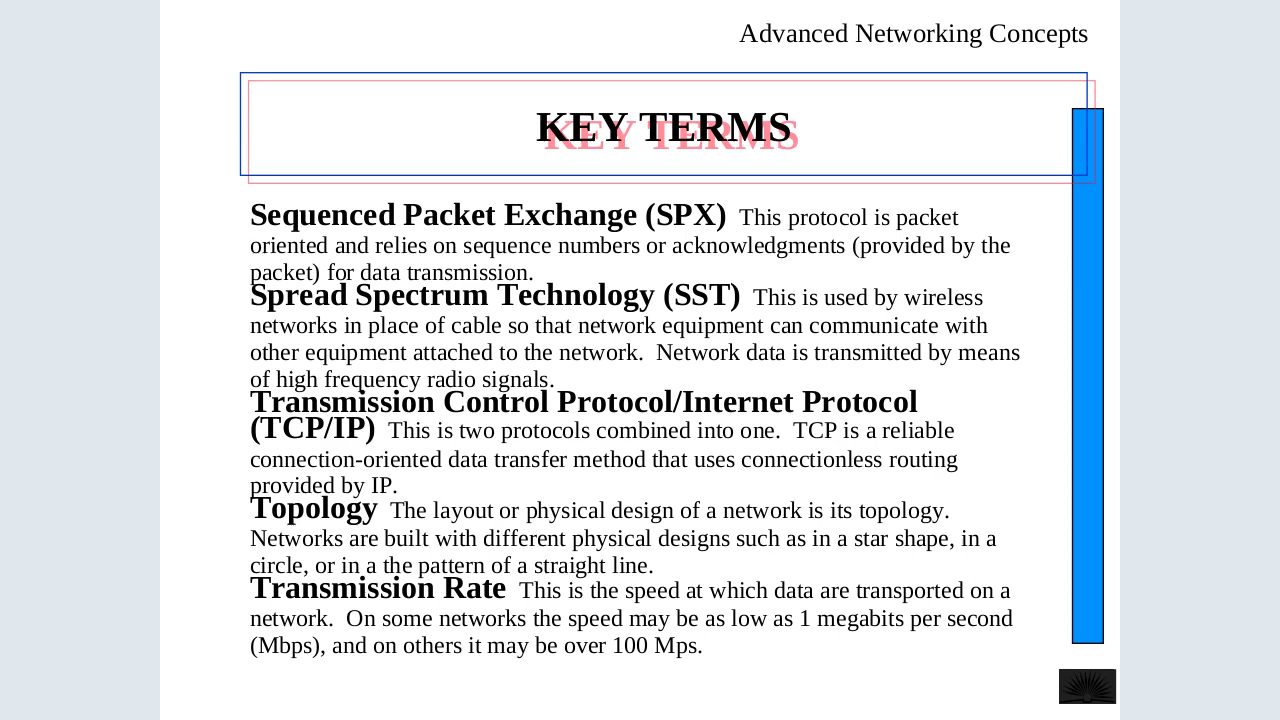 Advanced Networking Concepts
KEY TERMS
Sequenced Packet Exchange (SPX)  This protocol is packet
oriented and relies on sequence numbers or acknowledgments (provided by the
packet) for data transmission.
Spread Spectrum Technology (SST)  This is used by wireless
networks in place of cable so that network equipment can communicate with
other equipment attached to the network.  Network data is transmitted by means
of high frequency radio signals.
Transmission Control Protocol/Internet Protocol
(TCP/IP)  This is two protocols combined into one.  TCP is a reliable
connection-oriented data transfer method that uses connectionless routing
provided by IP.
Topology  The layout or physical design of a network is its topology.
Networks are built with different physical designs such as in a star shape, in a
circle, or in a the pattern of a straight line.
Transmission Rate  This is the speed at which data are transported on a
network.  On some networks the speed may be as low as 1 megabits per second
(Mbps), and on others it may be over 100 Mps.